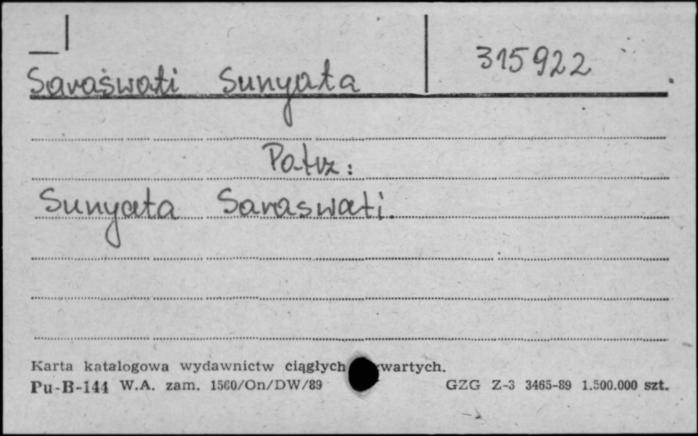 315922
Saraswati Sunyata
Patrz:
Sunyata Saraswati.
Karta katalogowa wydawnictw ciągłych wartych.
Pu-B-144 W.A. zam. 1560/On/DW/89 GZG Z-3 3465-89 1.500.000 szt.